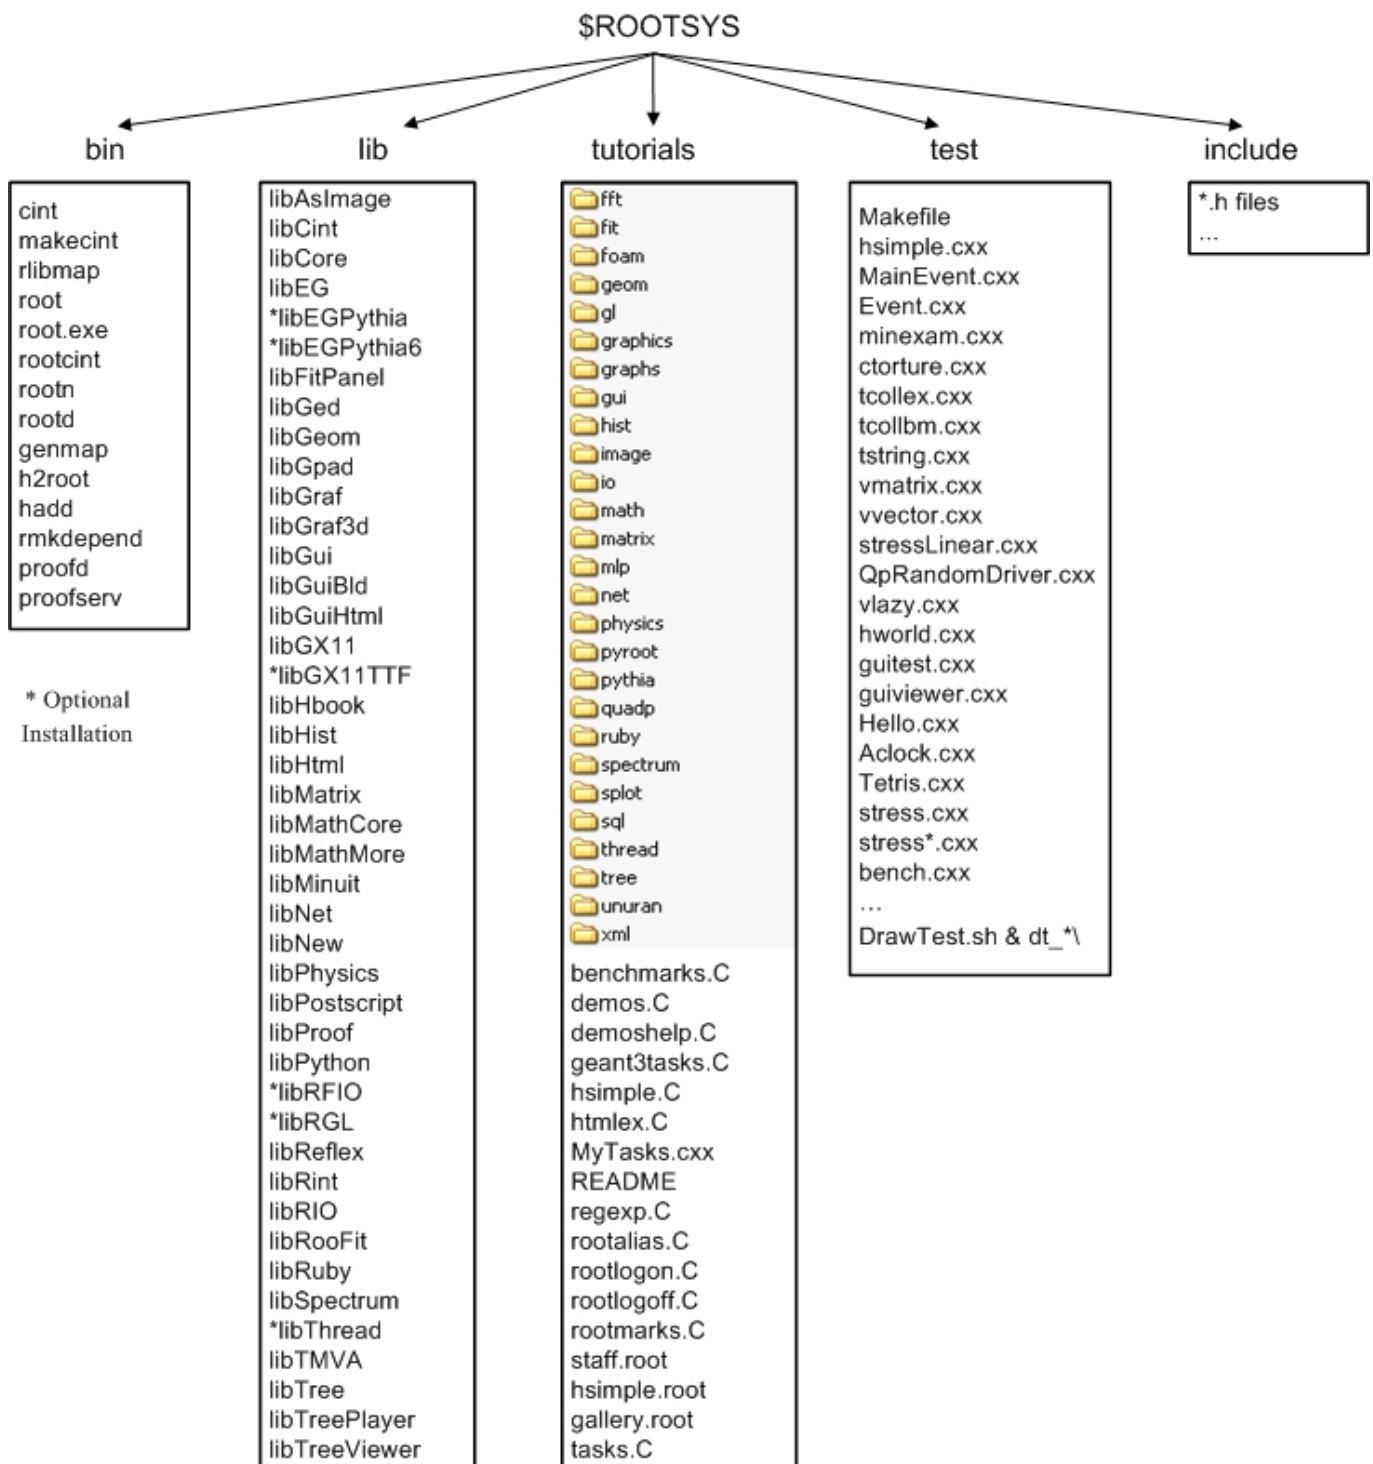 $ROOTSYS
bin
cint
makecint
rlibmap
root
root.exe
rootcint
rootn
rootd
genmap
h2root
hadd
rmkdepend
proofd
proofserv
* Optional
Installation
lib
libAsImage
libCint
libCore
libEG
*libEGPythia
*libEGPythia6
libFitPanel
libGed
libGeom
libGpad
libGraf
libGraf3d
libGui
libGuiBld
libGuiHtml
libGX11
*libGX11TTF
libHbook
libHist
libHtml
libMatrix
libMathCore
libMathMore
libMinuit
libNet
libNew
libPhysics
libPostscript
libProof
libPython
*libRFIO
*libRGL
libReflex
libRint
libRIO
libRooFit
libRuby
libSpectrum
*libThread
libTMVA
libTree
libTreePlayer
libTreeViewer
tutorials
fft
fit
foam
geom
gl
graphics
graphs
gui
hist
image
io
math
matrix
mlp
net
physics
pyroot
pythia
quadp
ruby
spectrum
splot
sql
thread
tree
unuran
xml
benchmarks.C
demos.C
demoshelp.C
geant3tasks.C
hsimple.C
htmlex.C
MyTasks.cxx
README
regexp.C
rootalias.C
rootlogon.C
rootlogoff.C
rootmarks.C
staff.root
hsimple.root
gallery.root
tasks.C
test
Makefile
hsimple.cxx
MainEvent.cxx
Event.cxx
minexam.cxx
ctorture.cxx
tcollex.cxx
tcollbm.cxx
tstring.cxx
vmatrix.cxx
vvector.cxx
stressLinear.cxx
QpRandomDriver.cxx
vlazy.cxx
hworld.cxx
guitest.cxx
guiviewer.cxx
Hello.cxx
Aclock.cxx
Tetris.cxx
stress.cxx
stress*.cxx
bench.cxx
...
DrawTest.sh & dt_*\
include
*.h files
...